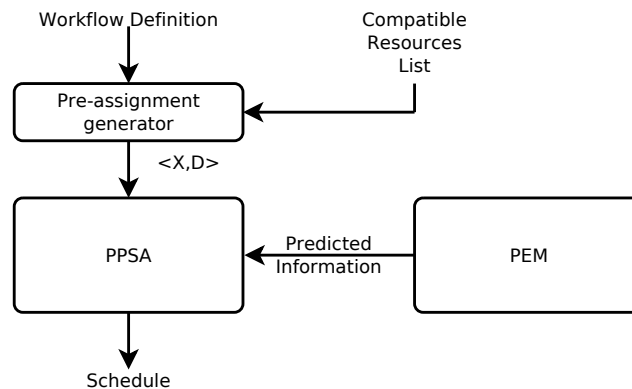 Workflow Definition
Compatible
Resources
List
Pre-assignment
generator
<X,D>
PPSA
Predicted
Information
PEM
Schedule